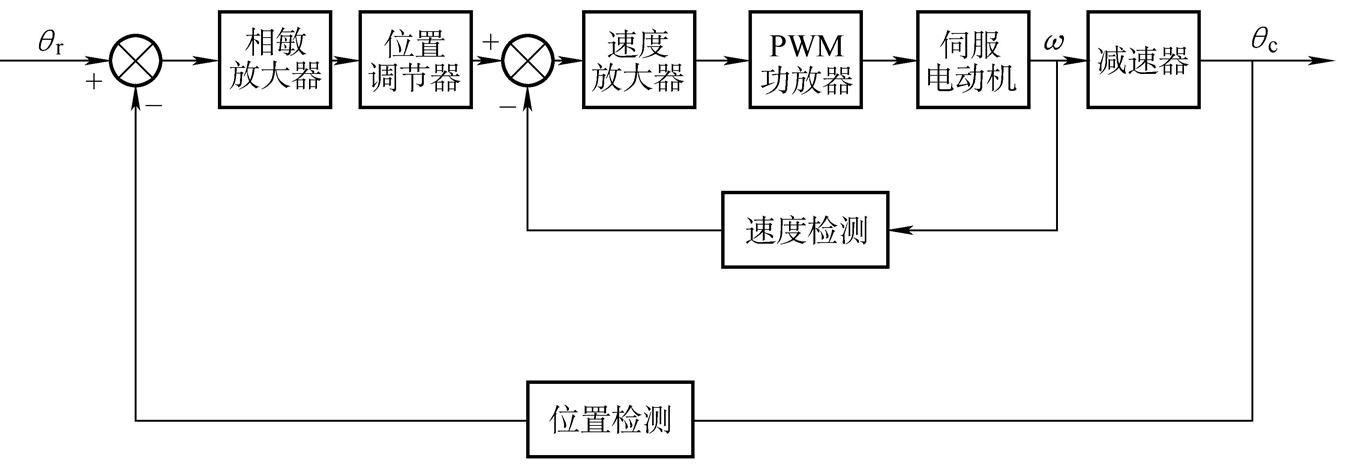 θr
+
−
相敏
放大器
位置
调节器
+
−
速度
放大器
PWM
功放器
伺服
电动机
ω
减速器
θc
速度检测
位置检测